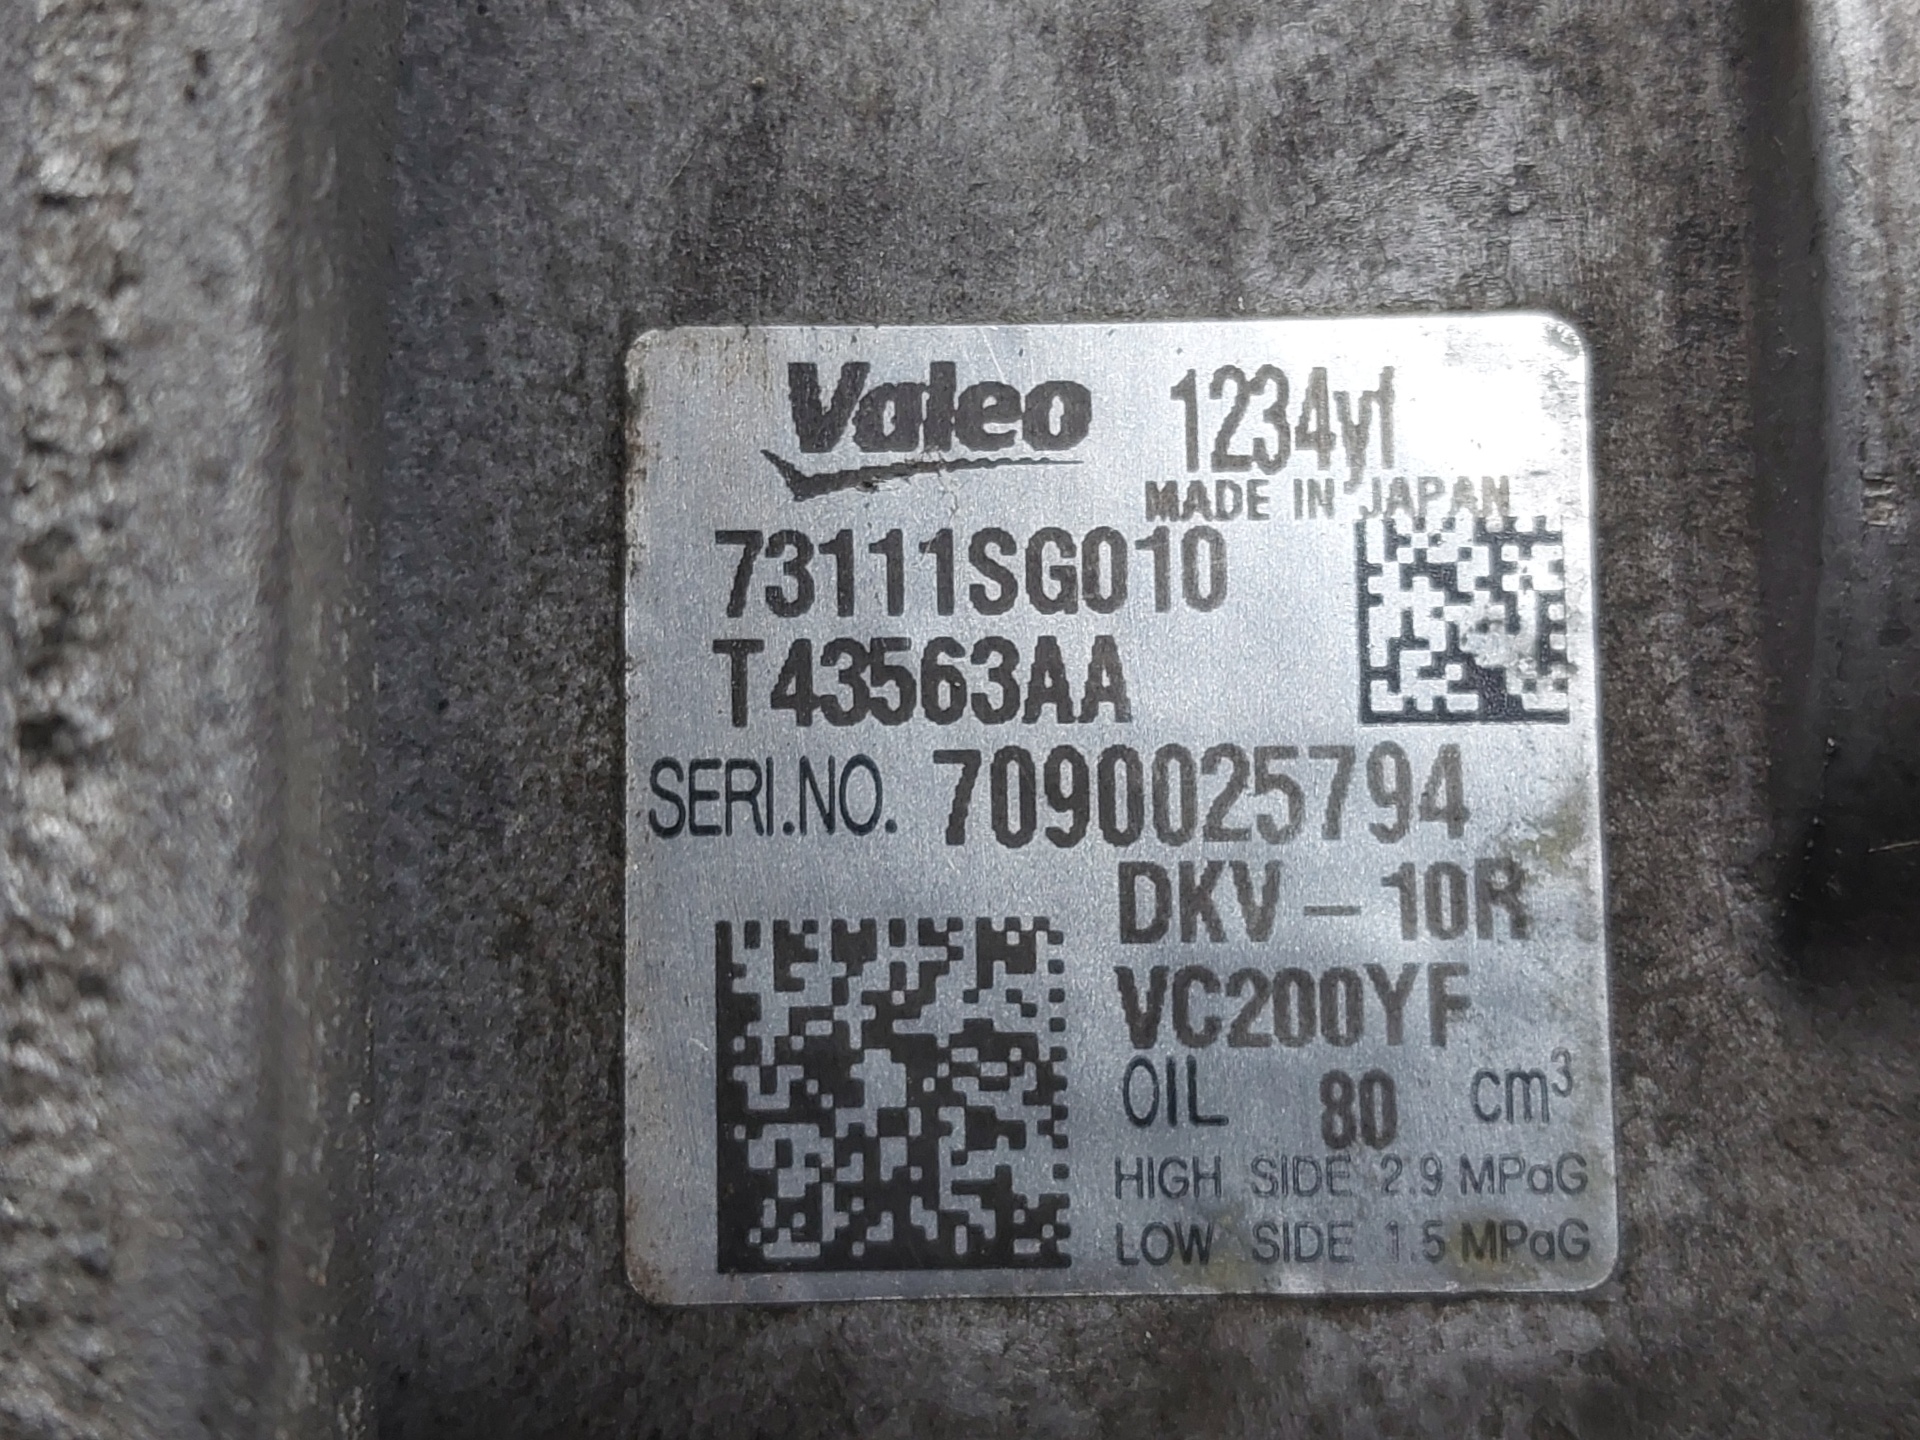 Valeo 1234yf
MADE IN JAPAN
73111SG010
T43563AA
SERI.NO. 7090025794
DKV - 10R
VC200YF
OIL 80 cm³
HIGH SIDE 2.9 MPaG
LOW SIDE 1.5 MPaG